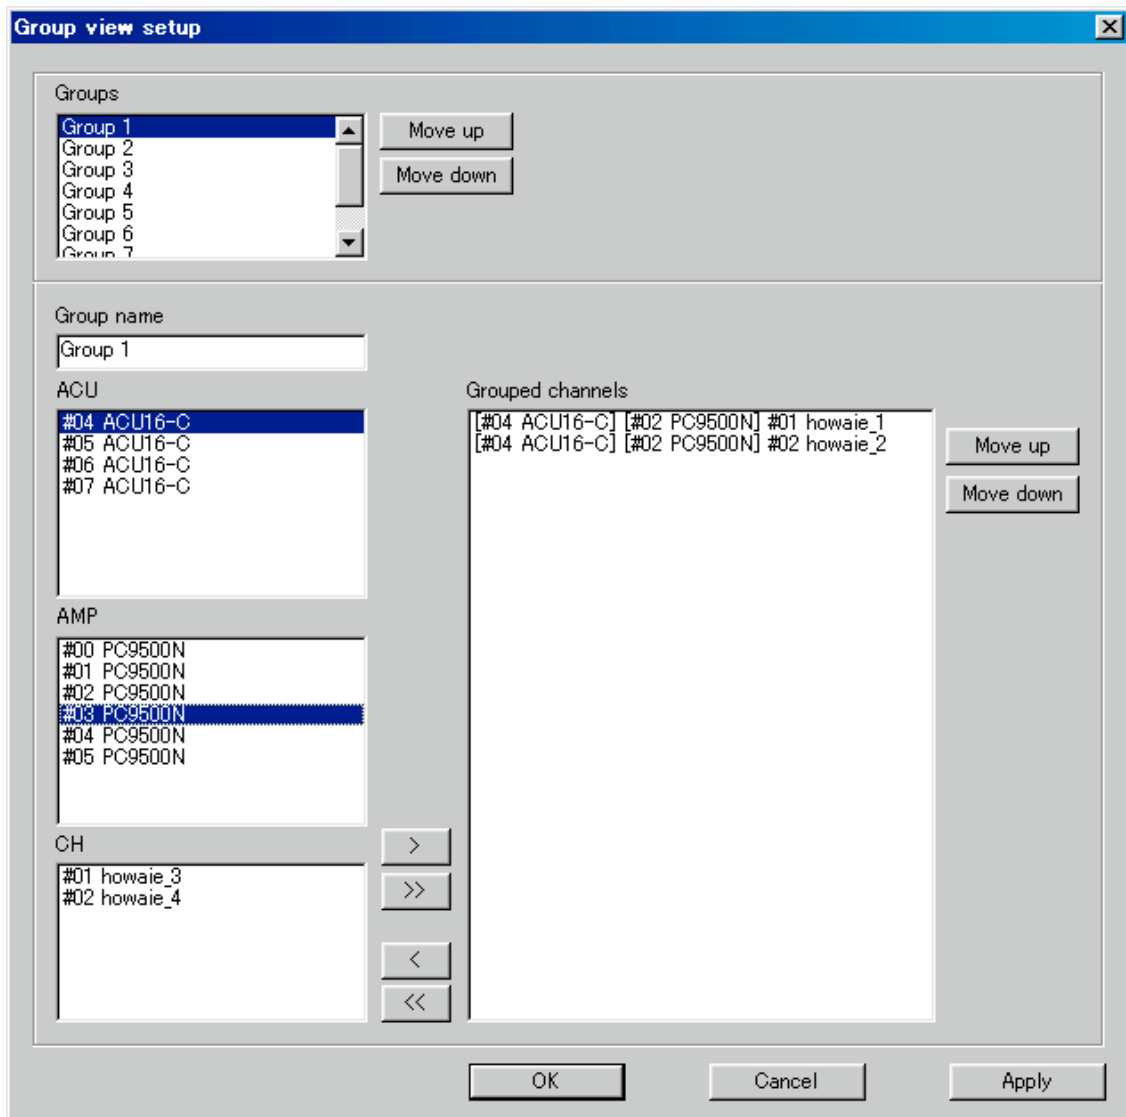 Group view setup
Groups
Group 1
Group 2
Group 3
Group 4
Group 5
Group 6
Group 7
Move up
Move down
Group name
Group 1
ACU
#04 ACU16-C
#05 ACU16-C
#06 ACU16-C
#07 ACU16-C
AMP
#00 PC9500N
#01 PC9500N
#02 PC9500N
#03 PC9500N
#04 PC9500N
#05 PC9500N
CH
#01 howaie_3
#02 howaie_4
>
>>
<
<<
Grouped channels
[#04 ACU16-C] [#02 PC9500N] #01 howaie_1
[#04 ACU16-C] [#02 PC9500N] #02 howaie_2
Move up
Move down
OK
Cancel
Apply